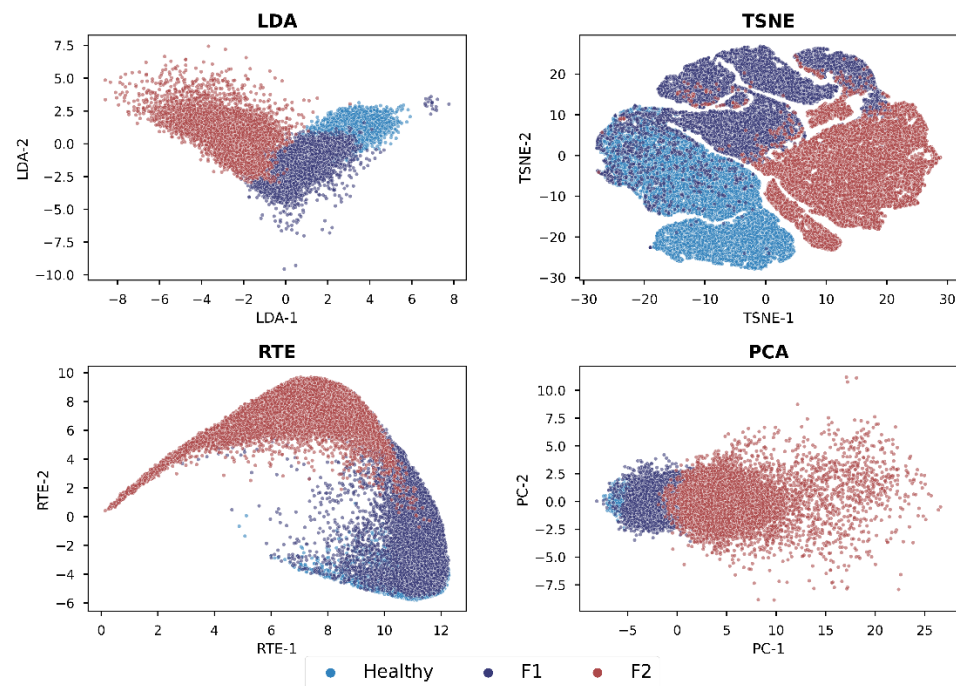 LDA
7.5
5.0
2.5
0.0
−2.5
−5.0
−7.5
−10.0
LDA-2
−8 −6 −4 −2 0 2 4 6 8
LDA-1
TSNE
20
10
0
−10
−20
−30
TSNE-2
−30 −20 −10 0 10 20 30
TSNE-1
RTE
10
8
6
4
2
0
−2
−4
−6
RTE-2
0 2 4 6 8 10 12
RTE-1
PCA
10.0
7.5
5.0
2.5
0.0
−2.5
−5.0
−7.5
PC-2
−5 0 5 10 15 20 25
PC-1
Healthy F1 F2